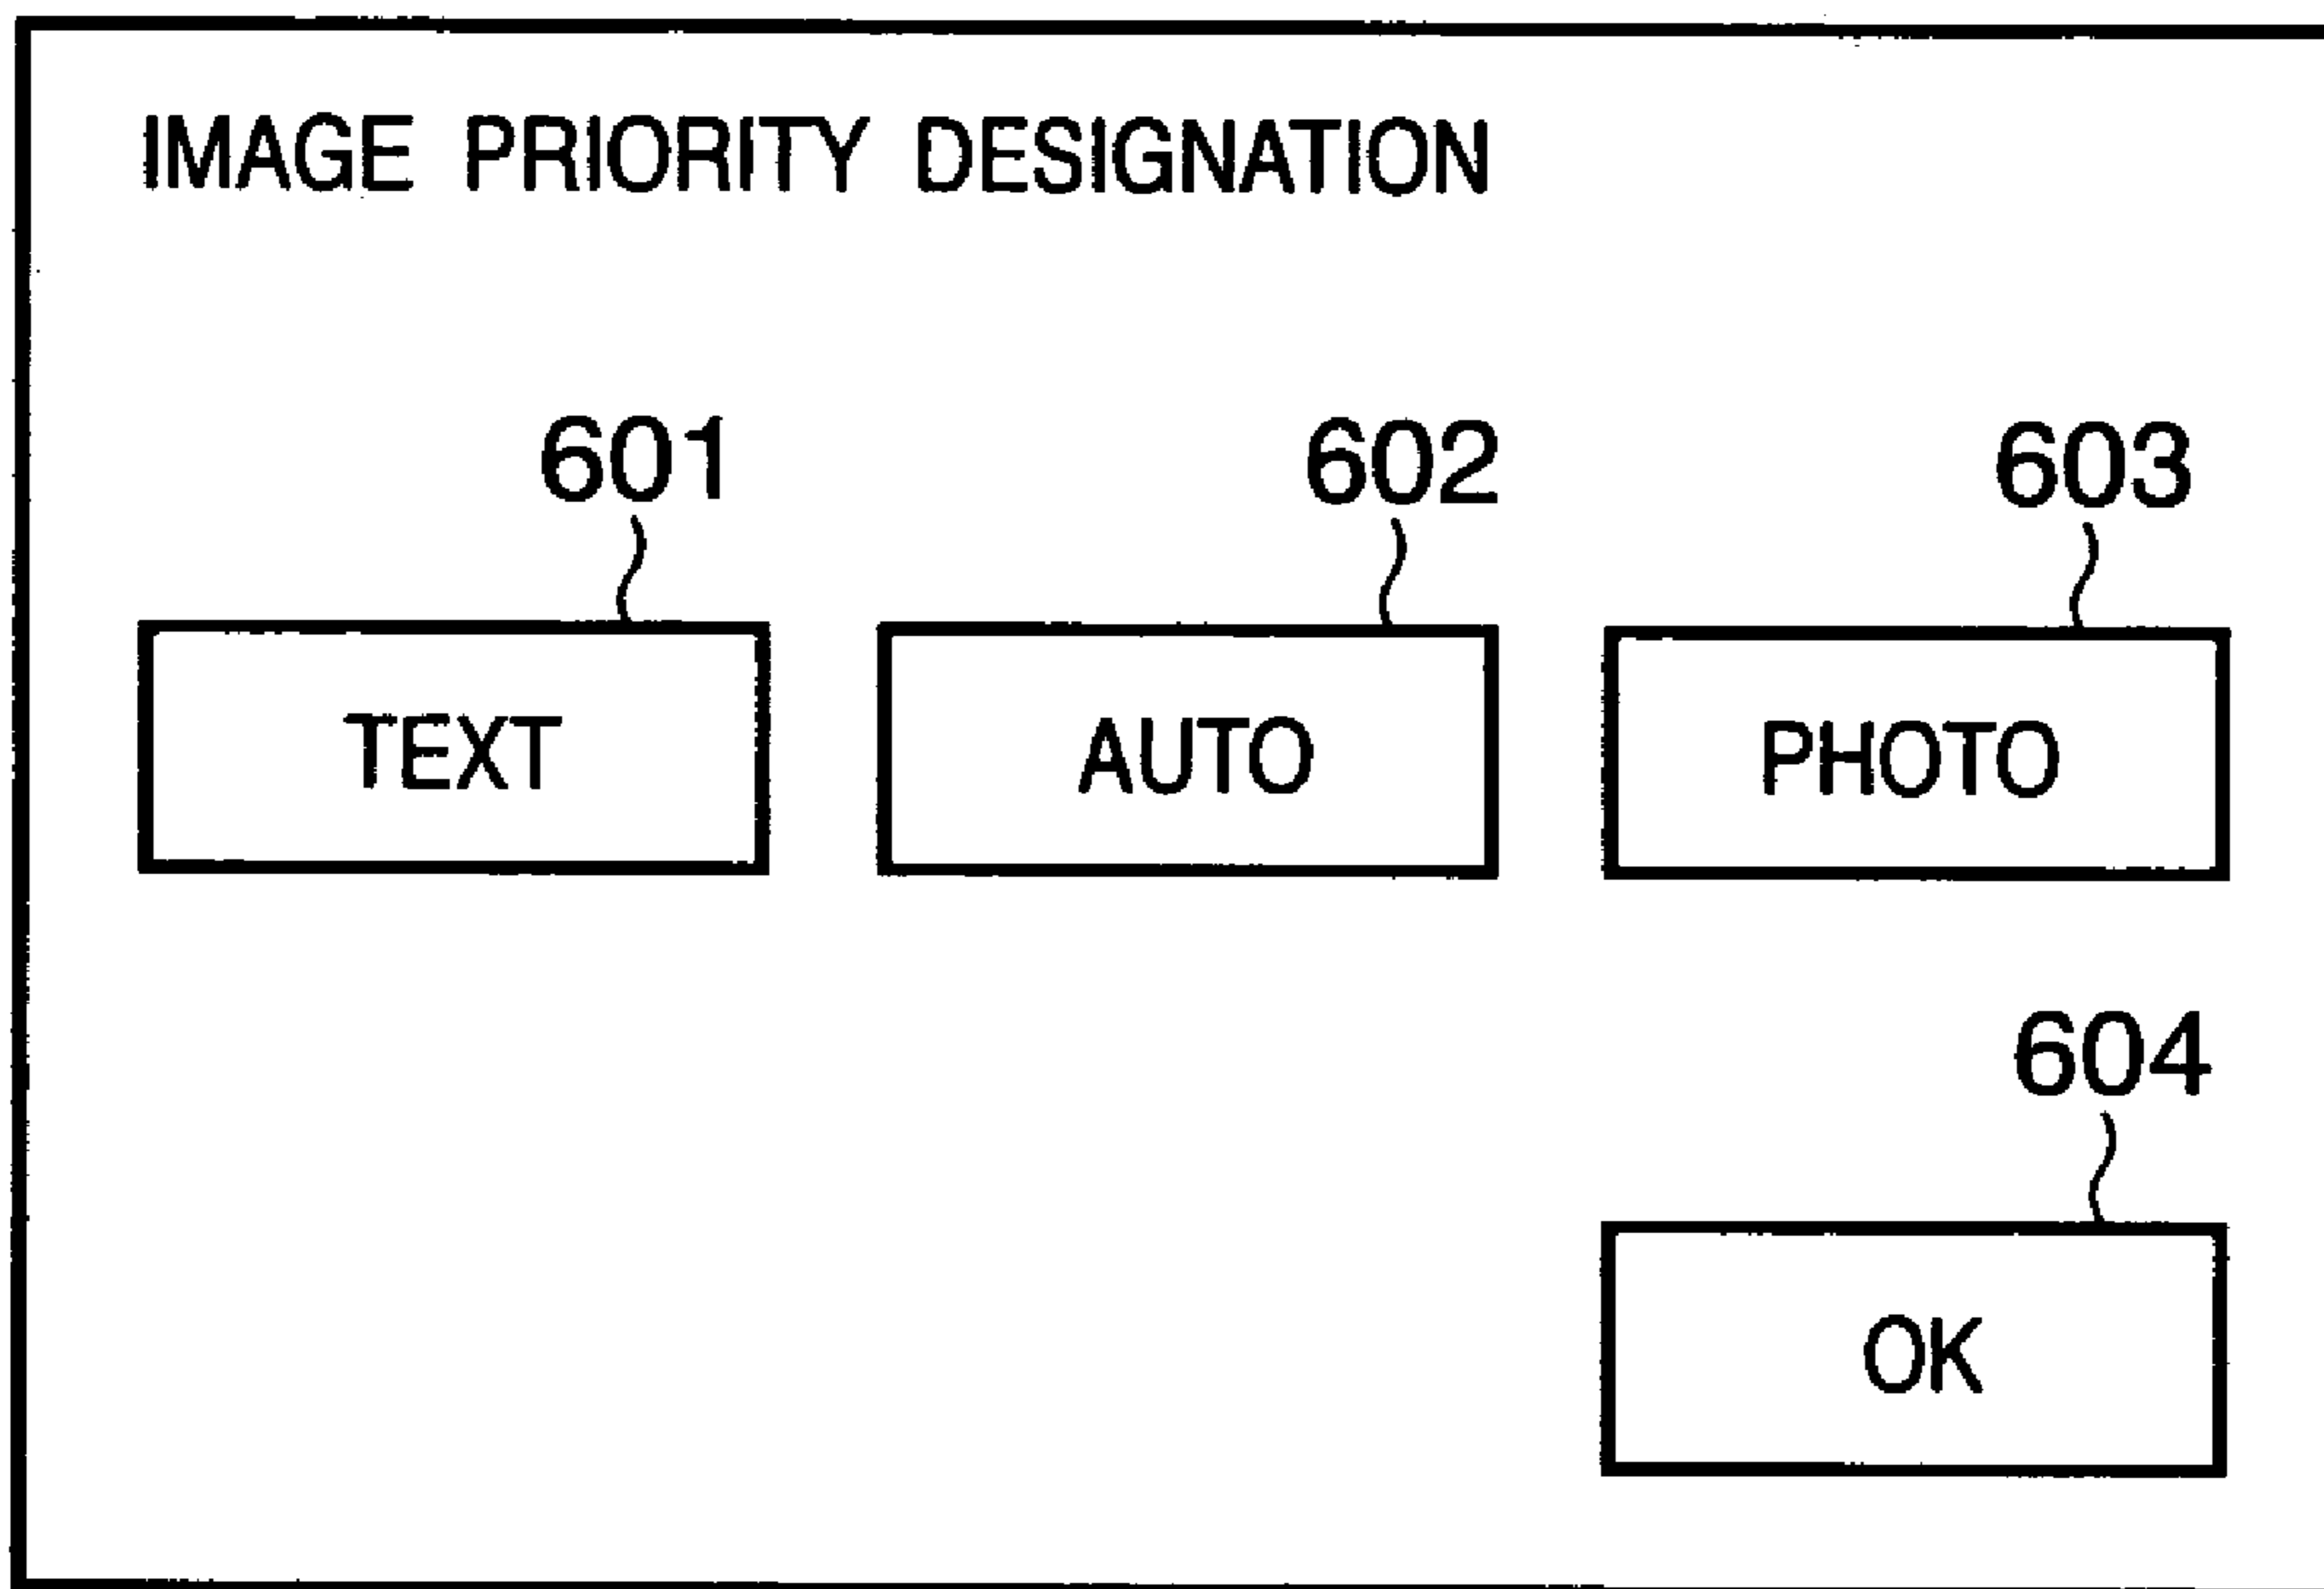 IMAGE PRIORITY DESIGNATION
601 602 603
TEXT AUTO PHOTO
604
OK